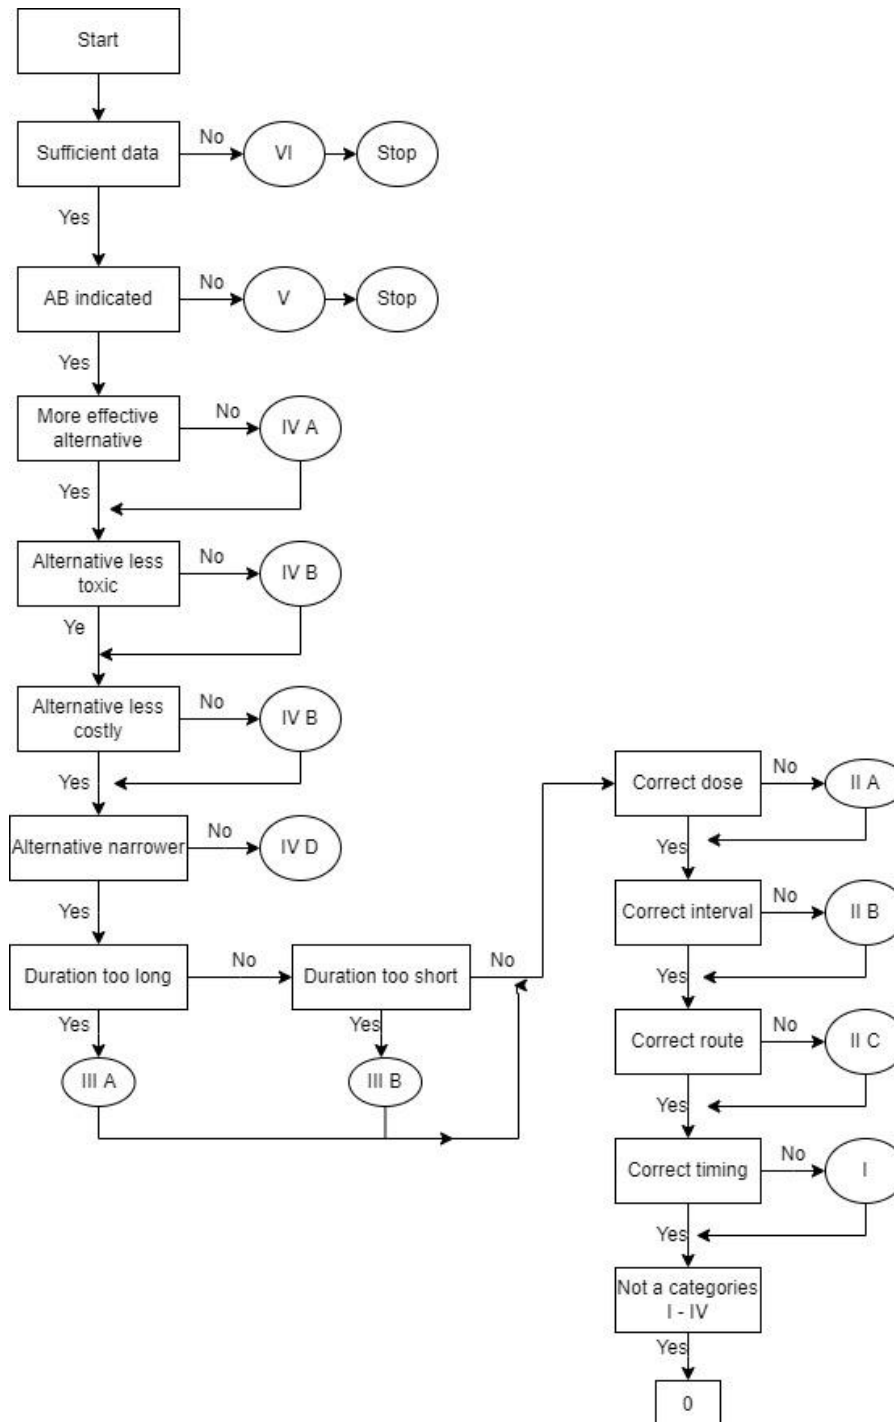 Start
Sufficient data
No
VI
Stop
Yes
AB indicated
No
V
Stop
Yes
More effective
alternative
No
IV A
Yes
Alternative less
toxic
No
IV B
Ye
Alternative less
costly
No
IV B
Yes
Alternative narrower
No
IV D
Yes
Duration too long
No
Duration too short
No
Yes
III A
Yes
III B
Correct dose
No
II A
Yes
Correct interval
No
II B
Yes
Correct route
No
II C
Yes
Correct timing
No
I
Yes
Not a categories
I - IV
Yes
0